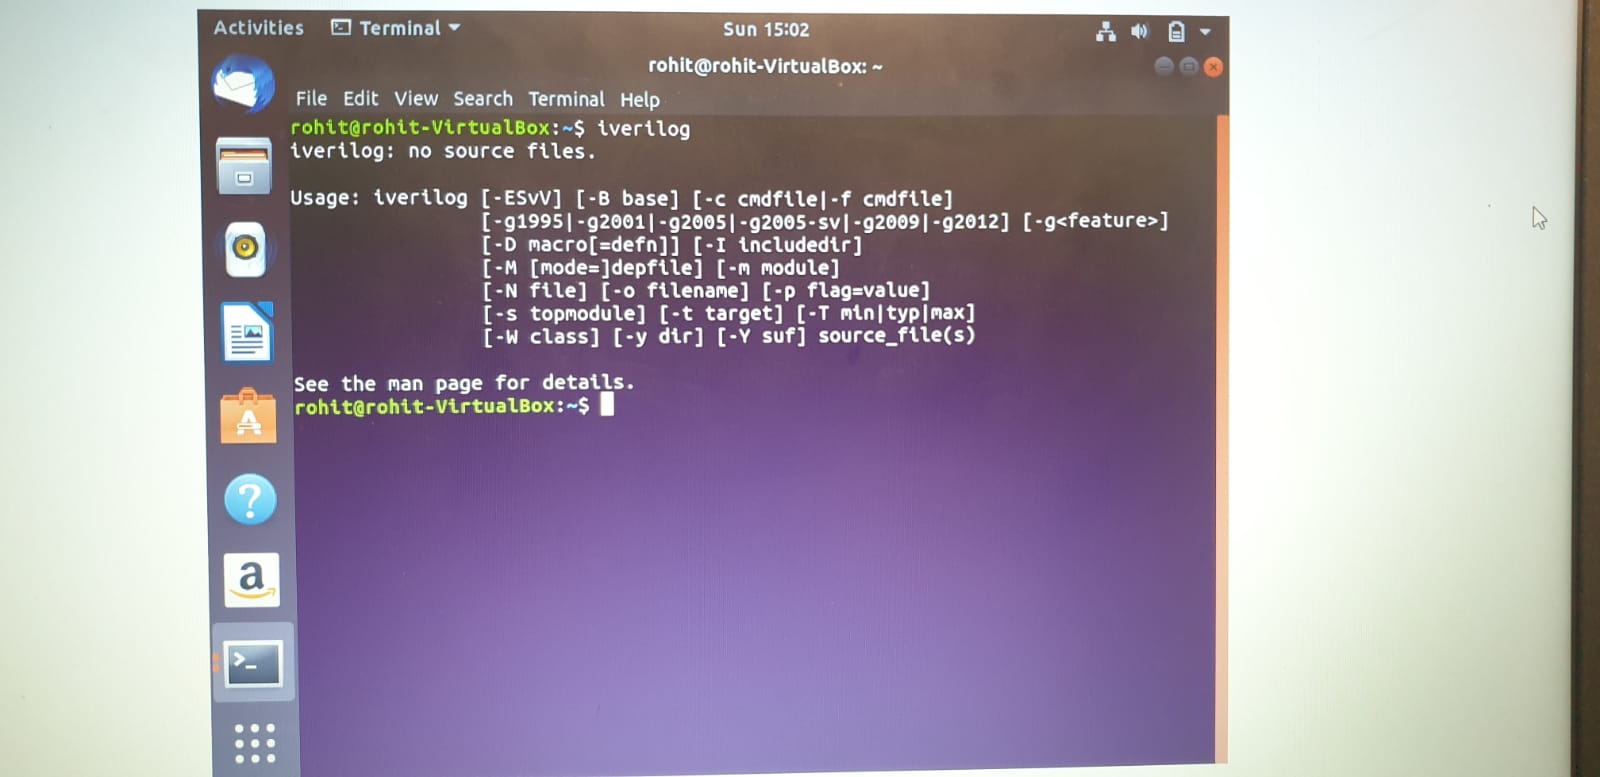 Activities Terminal Sun 15:02
rohit@rohit-VirtualBox: ~
File Edit View Search Terminal Help
rohit@rohit-VirtualBox:~$ iverilog
iverilog: no source files.
Usage: iverilog [-ESvV] [-B base] [-c cmdfile|-f cmdfile]
[-g1995|-g2001|-g2005|-g2005-sv|-g2009|-g2012] [-g<feature>]
[-D macro[=defn]] [-I includedir]
[-M [mode=]depfile] [-m module]
[-N file] [-o filename] [-p flag=value]
[-s topmodule] [-t target] [-T min|typ|max]
[-W class] [-y dir] [-Y suf] source_file(s)
See the man page for details.
rohit@rohit-VirtualBox:~$